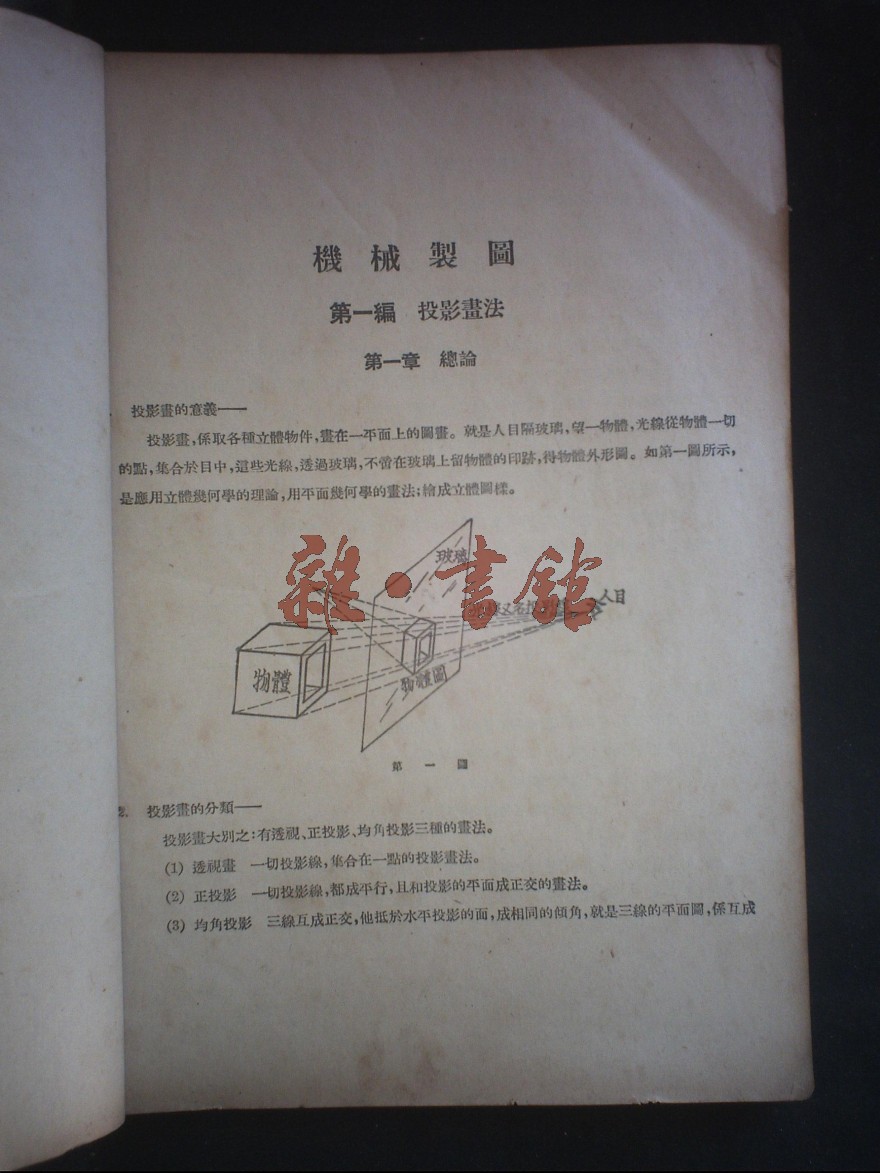 機械製圖
第一編 投影畫法
第一章 總論
投影畫的意義——
投影畫,係取各種立體物件,畫在一平面上的圖畫。就是人目隔玻璃,望一物體,光線從物體一切
的點,集合於目中,這些光線,透過玻璃,不啻在玻璃上留物體的印跡,得物體外形圖。如第一圖所示,
是應用立體幾何學的理論,用平面幾何學的畫法;繪成立體圖樣。
玻璃
雜·書館
人目
物體
物體圖
第一圖
2. 投影畫的分類——
投影畫大別之:有透視、正投影、均角投影三種的畫法。
(1) 透視畫 一切投影線,集合在一點的投影畫法。
(2) 正投影 一切投影線,都成平行,且和投影的平面成正交的畫法。
(3) 均角投影 三線互成正交,他抵於水平投影的面,成相同的傾角,就是三線的平面圖,係互成